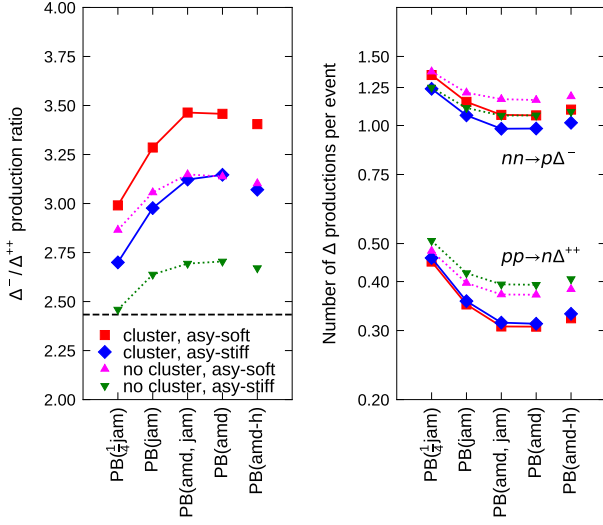 Δ⁻ / Δ⁺⁺ production ratio
4.00
3.75
3.50
3.25
3.00
2.75
2.50
2.25
2.00
cluster, asy-soft
cluster, asy-stiff
no cluster, asy-soft
no cluster, asy-stiff
PB(¼jam)
PB(jam)
PB(amd, jam)
PB(amd)
PB(amd-h)
Number of Δ productions per event
1.50
1.25
1.00
0.75
0.50
0.40
0.30
0.20
nn→pΔ⁻
pp→nΔ⁺⁺
PB(¼jam)
PB(jam)
PB(amd, jam)
PB(amd)
PB(amd-h)